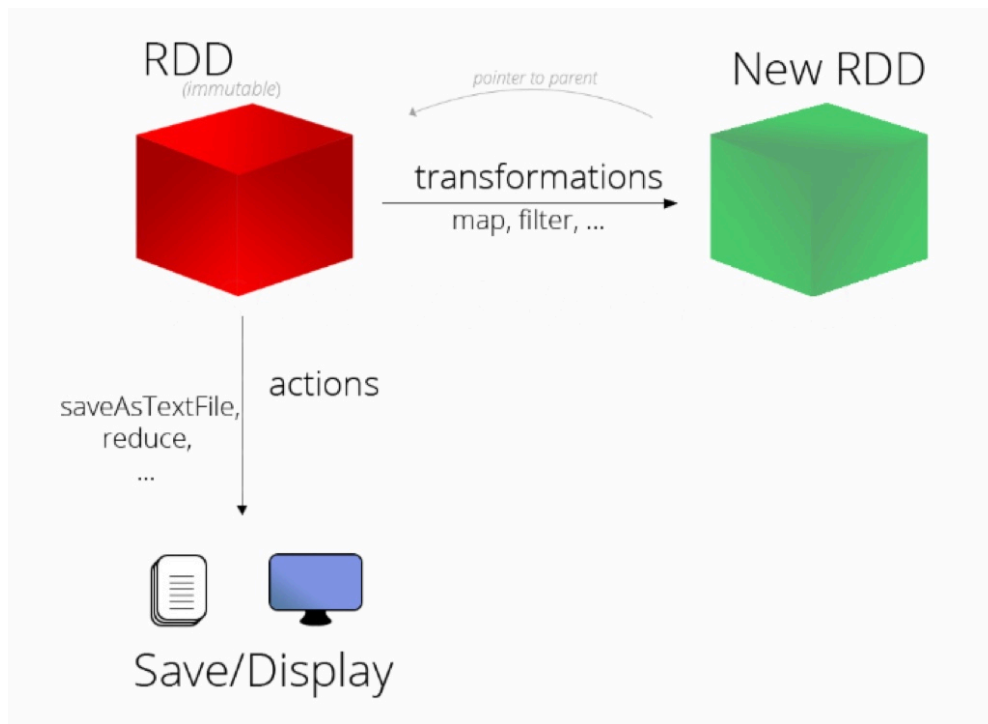 RDD
(immutable)
pointer to parent
New RDD
transformations
map, filter, ...
actions
saveAsTextFile,
reduce,
...
Save/Display